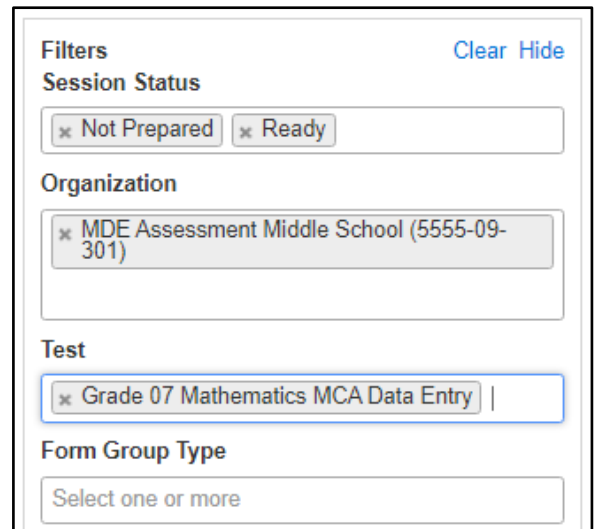 Filters Clear Hide
Session Status
× Not Prepared × Ready
Organization
× MDE Assessment Middle School (5555-09-
301)
Test
× Grade 07 Mathematics MCA Data Entry
Form Group Type
Select one or more